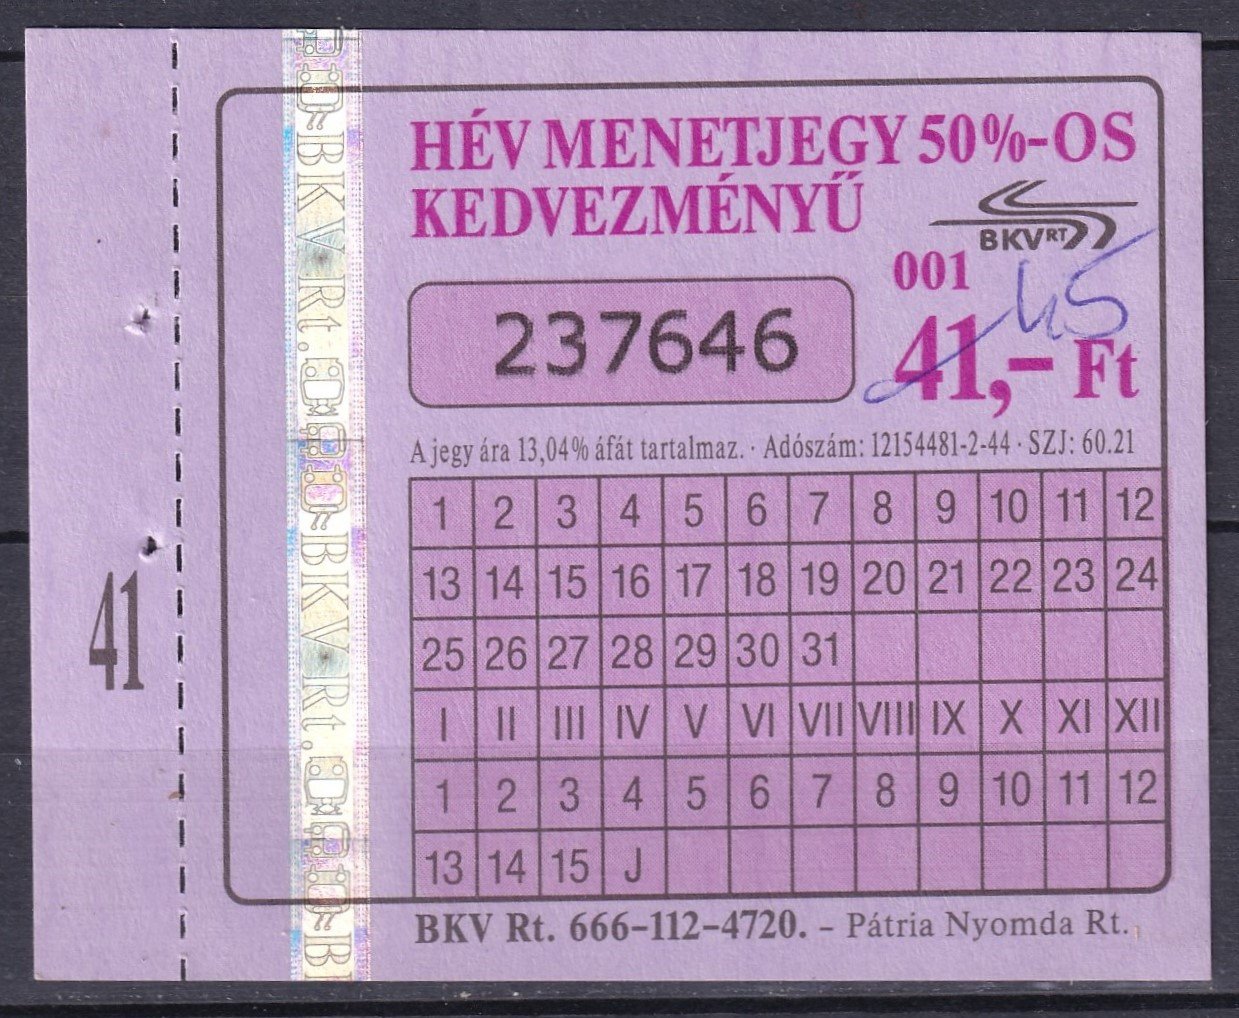 HÉV MENETJEGY 50%-OS
KEDVEZMÉNYŰ
BKV RT
001
237646
41,- Ft
45
A jegy ára 13,04% áfát tartalmaz. · Adószám: 12154481-2-44 · SZJ: 60.21
1 2 3 4 5 6 7 8 9 10 11 12
13 14 15 16 17 18 19 20 21 22 23 24
25 26 27 28 29 30 31
I II III IV V VI VII VIII IX X XI XII
1 2 3 4 5 6 7 8 9 10 11 12
13 14 15 J
BKV Rt. 666-112-4720. - Pátria Nyomda Rt.
41
BKV Rt.
BKV Rt.
B